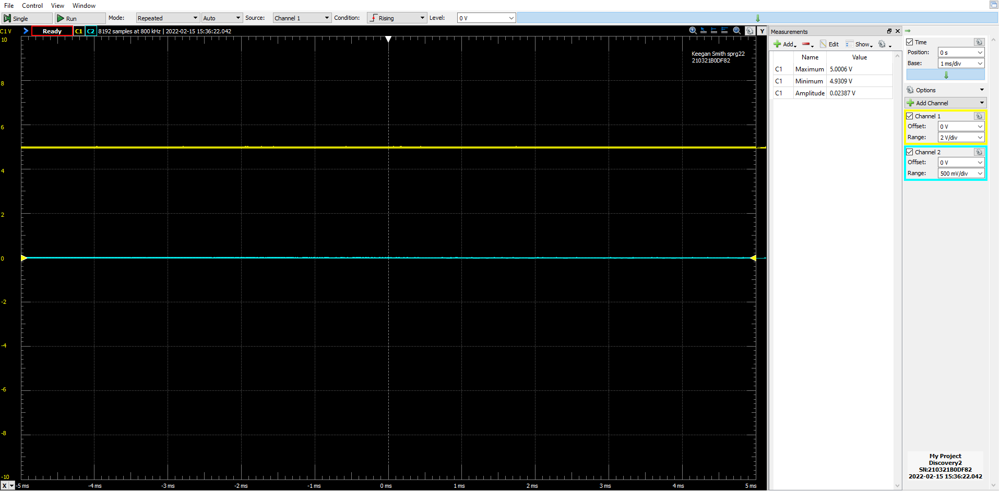 File Control View Window
Single Run Mode: Repeated Auto Source: Channel 1 Condition: Rising Level: 0 V
C1 V Ready C1 C2 8192 samples at 800 kHz | 2022-02-15 15:36:22.042 Y
Keegan Smith sprg22
210321B0DF82
10
8
6
4
2
0
-2
-4
-6
-8
-10
X -5 ms -4 ms -3 ms -2 ms -1 ms 0 ms 1 ms 2 ms 3 ms 4 ms 5 ms
Measurements
Add Edit Show
Name Value
C1 Maximum 5.0006 V
C1 Minimum 4.9309 V
C1 Amplitude 0.02387 V
Time
Position: 0 s
Base: 1 ms/div
Options
Add Channel
Channel 1
Offset: 0 V
Range: 2 V/div
Channel 2
Offset: 0 V
Range: 500 mV/div
My Project
Discovery2
SN:210321B0DF82
2022-02-15 15:36:22.042